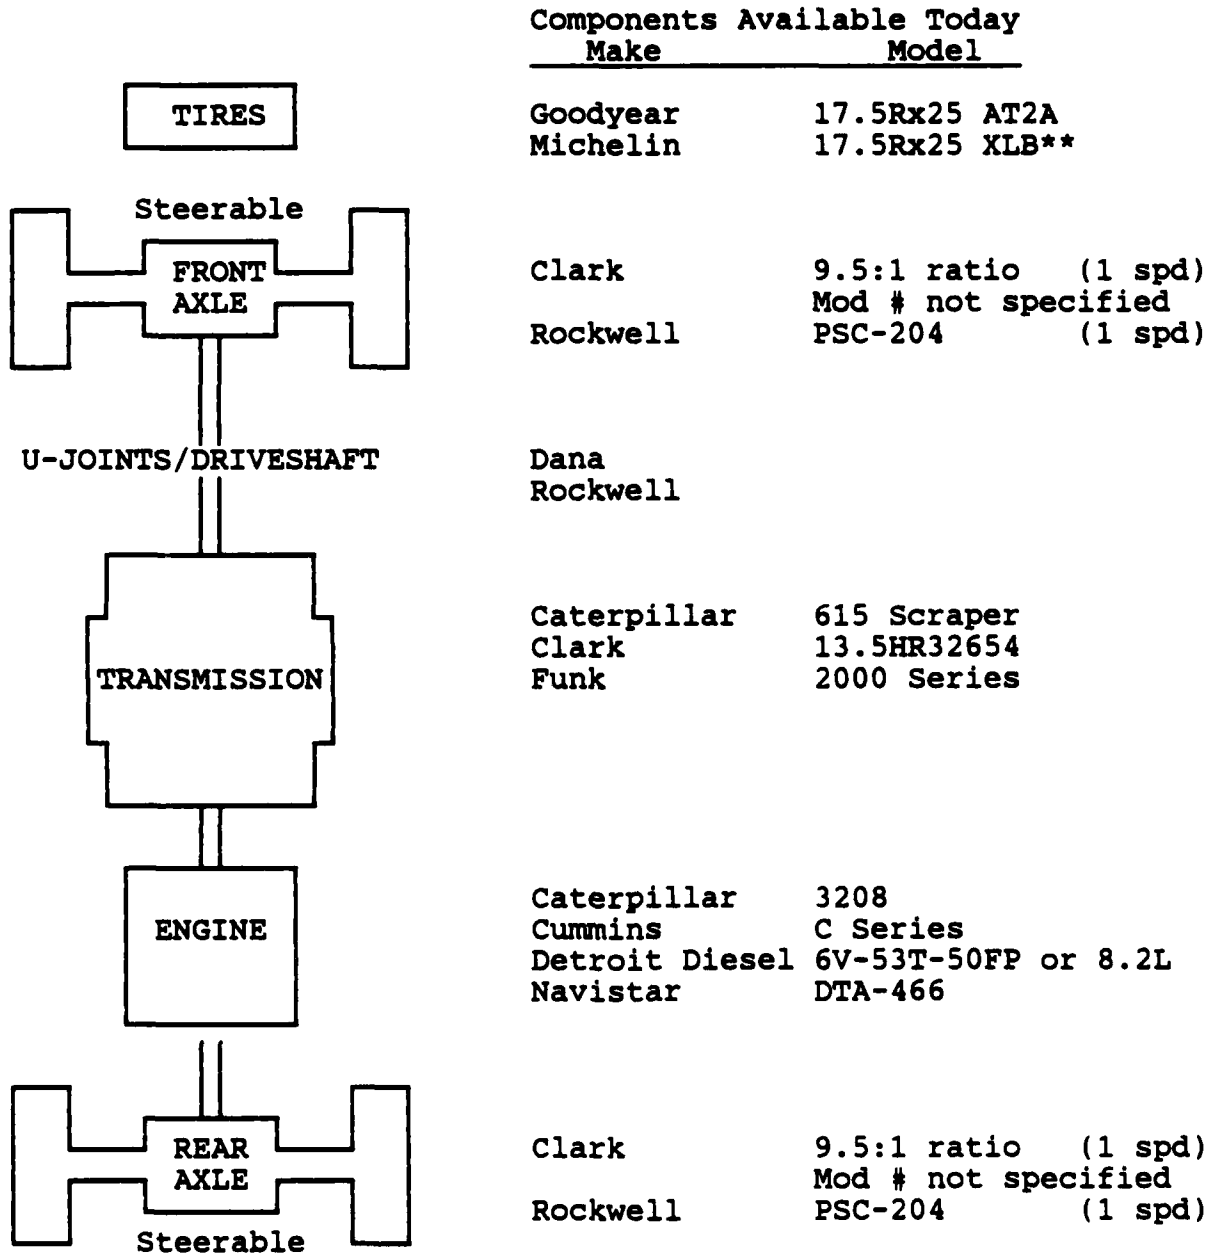 Components Available Today
Make Model
TIRES Goodyear 17.5Rx25 AT2A
Michelin 17.5Rx25 XLB**
Steerable
FRONT Clark 9.5:1 ratio (1 spd)
AXLE Mod # not specified
Rockwell PSC-204 (1 spd)
U-JOINTS/DRIVESHAFT Dana
Rockwell
Caterpillar 615 Scraper
Clark 13.5HR32654
TRANSMISSION Funk 2000 Series
Caterpillar 3208
ENGINE Cummins C Series
Detroit Diesel 6V-53T-50FP or 8.2L
Navistar DTA-466
REAR Clark 9.5:1 ratio (1 spd)
AXLE Mod # not specified
Rockwell PSC-204 (1 spd)
Steerable